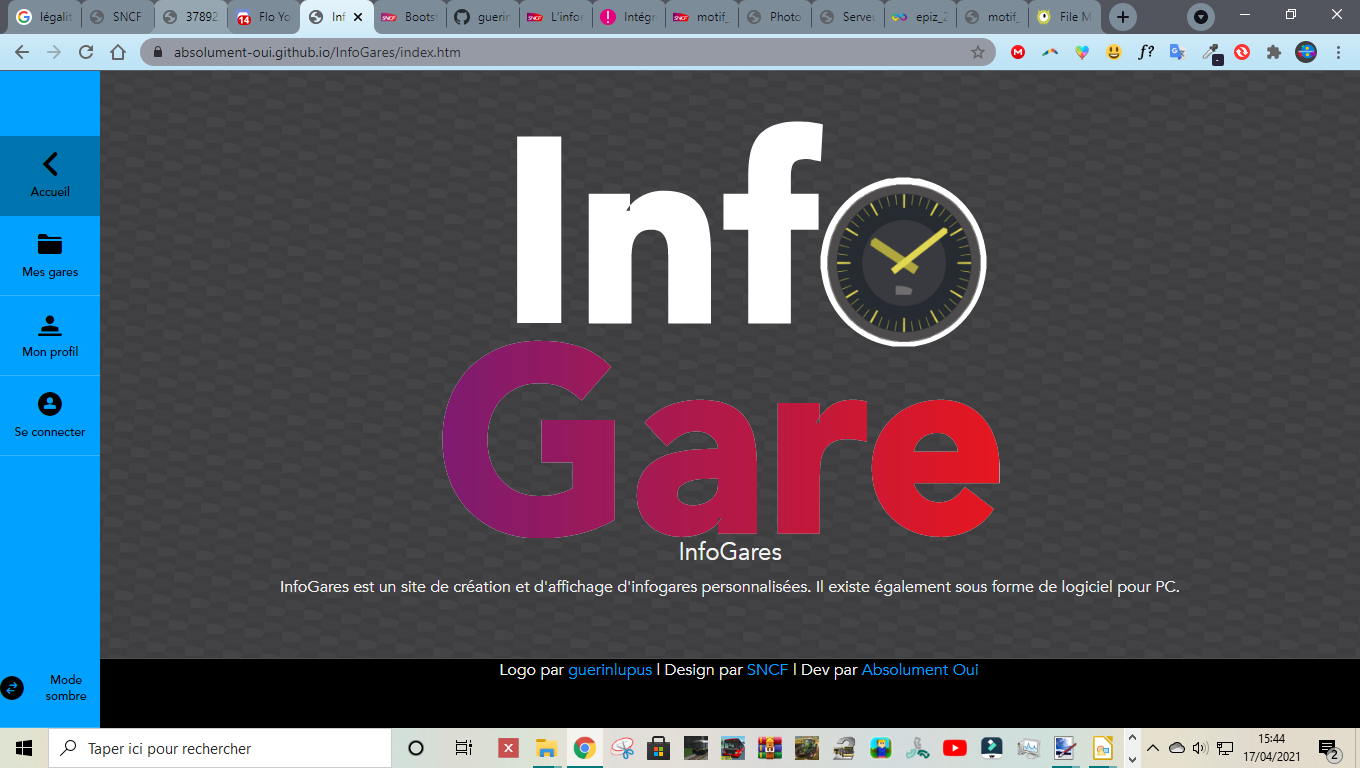 légalit
SNCF
37892
14
Flo Yo
Inf
Bootst
guerin
L'infor
Intégr
motif_
Photo
Serveu
epiz_2
motif_
File M
absolument-oui.github.io/InfoGares/index.htm
Accueil
Mes gares
Mon profil
Se connecter
Mode
sombre
Info
Gare
InfoGares
InfoGares est un site de création et d'affichage d'infogares personnalisées. Il existe également sous forme de logiciel pour PC.
Logo par guerinlupus | Design par SNCF | Dev par Absolument Oui
Taper ici pour rechercher
15:44
17/04/2021
2